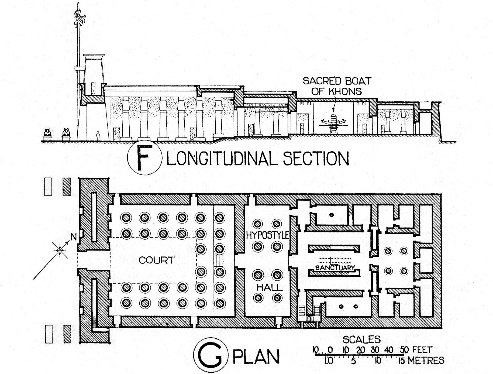 SACRED BOAT
OF KHONS
F LONGITUDINAL SECTION
N
HYPOSTYLE
COURT
SANCTUARY
HALL
G PLAN
SCALES
10 0 10 20 30 40 50 FEET
1 0 5 10 15 METRES